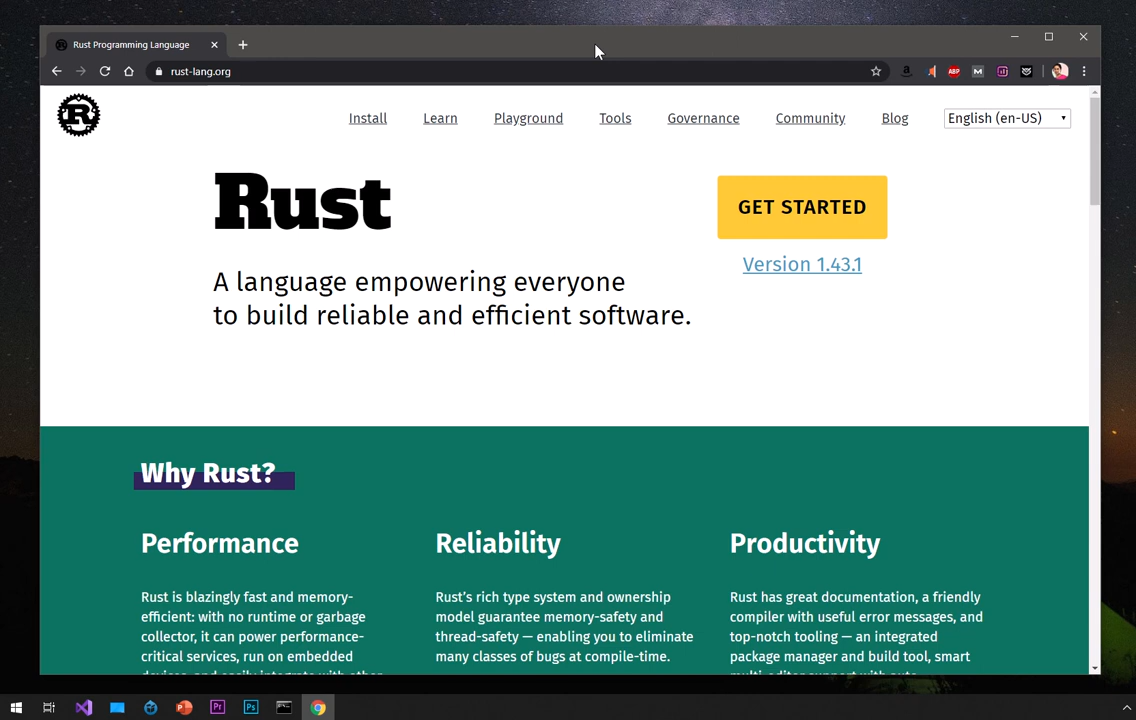 Rust Programming Language
rust-lang.org
ABP
M
R
Install Learn Playground Tools Governance Community Blog English (en-US)
Rust
GET STARTED
Version 1.43.1
A language empowering everyone
to build reliable and efficient software.
Why Rust?
Performance
Rust is blazingly fast and memory-
efficient: with no runtime or garbage
collector, it can power performance-
critical services, run on embedded
devices, and easily integrate with other
Reliability
Rust’s rich type system and ownership
model guarantee memory-safety and
thread-safety — enabling you to eliminate
many classes of bugs at compile-time.
Productivity
Rust has great documentation, a friendly
compiler with useful error messages, and
top-notch tooling — an integrated
package manager and build tool, smart
multi-editor support with auto-
Pr
Ps